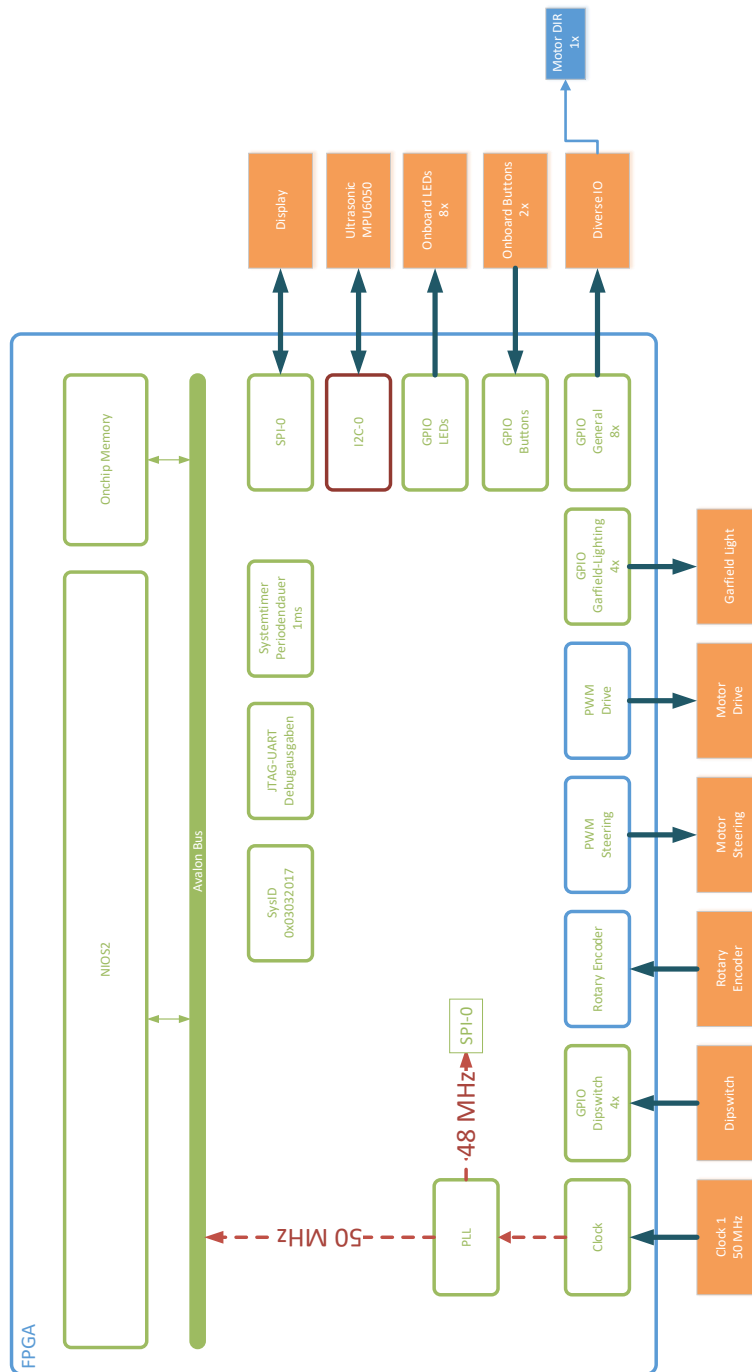 FPGA
NIOS2
Onchip Memory
Avalon Bus
SysID
0x03032017
JTAG-UART
Debugausgaben
Systemtimer
Periodendauer
1ms
SPI-0
Display
I2C-0
Ultrasonic
MPU6050
GPIO
LEDs
Onboard LEDs
8x
GPIO
Buttons
Onboard Buttons
2x
GPIO
General
8x
Diverse IO
Motor DIR
1x
50 MHz
PLL
48 MHz
SPI-0
Clock
GPIO
Dipswitch
4x
Rotary Encoder
PWM
Steering
PWM
Drive
GPIO
Garfield-Lighting
4x
Clock 1
50 MHz
Dipswitch
Rotary
Encoder
Motor
Steering
Motor
Drive
Garfield Light